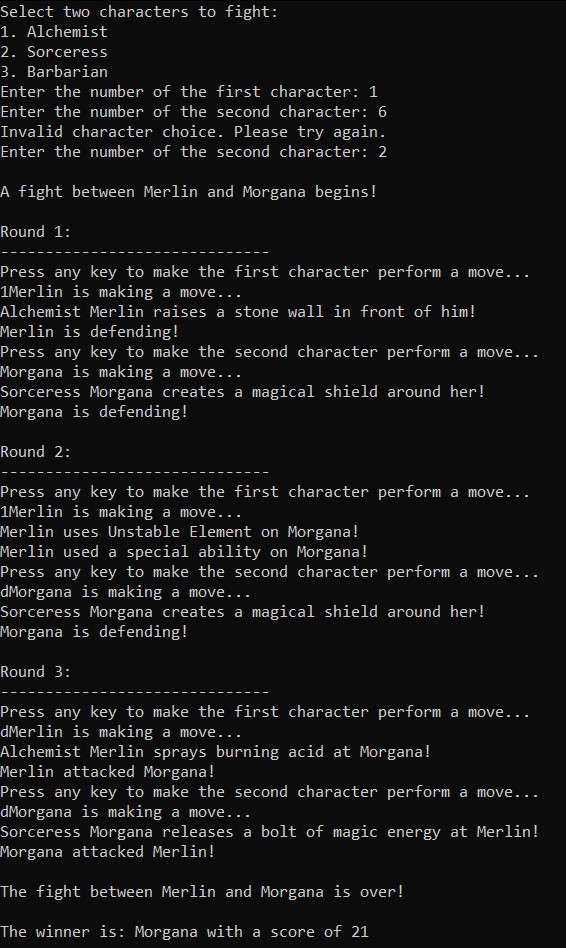 Select two characters to fight:
1. Alchemist
2. Sorceress
3. Barbarian
Enter the number of the first character: 1
Enter the number of the second character: 6
Invalid character choice. Please try again.
Enter the number of the second character: 2
A fight between Merlin and Morgana begins!
Round 1:
------------------------------
Press any key to make the first character perform a move...
1Merlin is making a move...
Alchemist Merlin raises a stone wall in front of him!
Merlin is defending!
Press any key to make the second character perform a move...
Morgana is making a move...
Sorceress Morgana creates a magical shield around her!
Morgana is defending!
Round 2:
------------------------------
Press any key to make the first character perform a move...
1Merlin is making a move...
Merlin uses Unstable Element on Morgana!
Merlin used a special ability on Morgana!
Press any key to make the second character perform a move...
dMorgana is making a move...
Sorceress Morgana creates a magical shield around her!
Morgana is defending!
Round 3:
------------------------------
Press any key to make the first character perform a move...
dMerlin is making a move...
Alchemist Merlin sprays burning acid at Morgana!
Merlin attacked Morgana!
Press any key to make the second character perform a move...
dMorgana is making a move...
Sorceress Morgana releases a bolt of magic energy at Merlin!
Morgana attacked Merlin!
The fight between Merlin and Morgana is over!
The winner is: Morgana with a score of 21